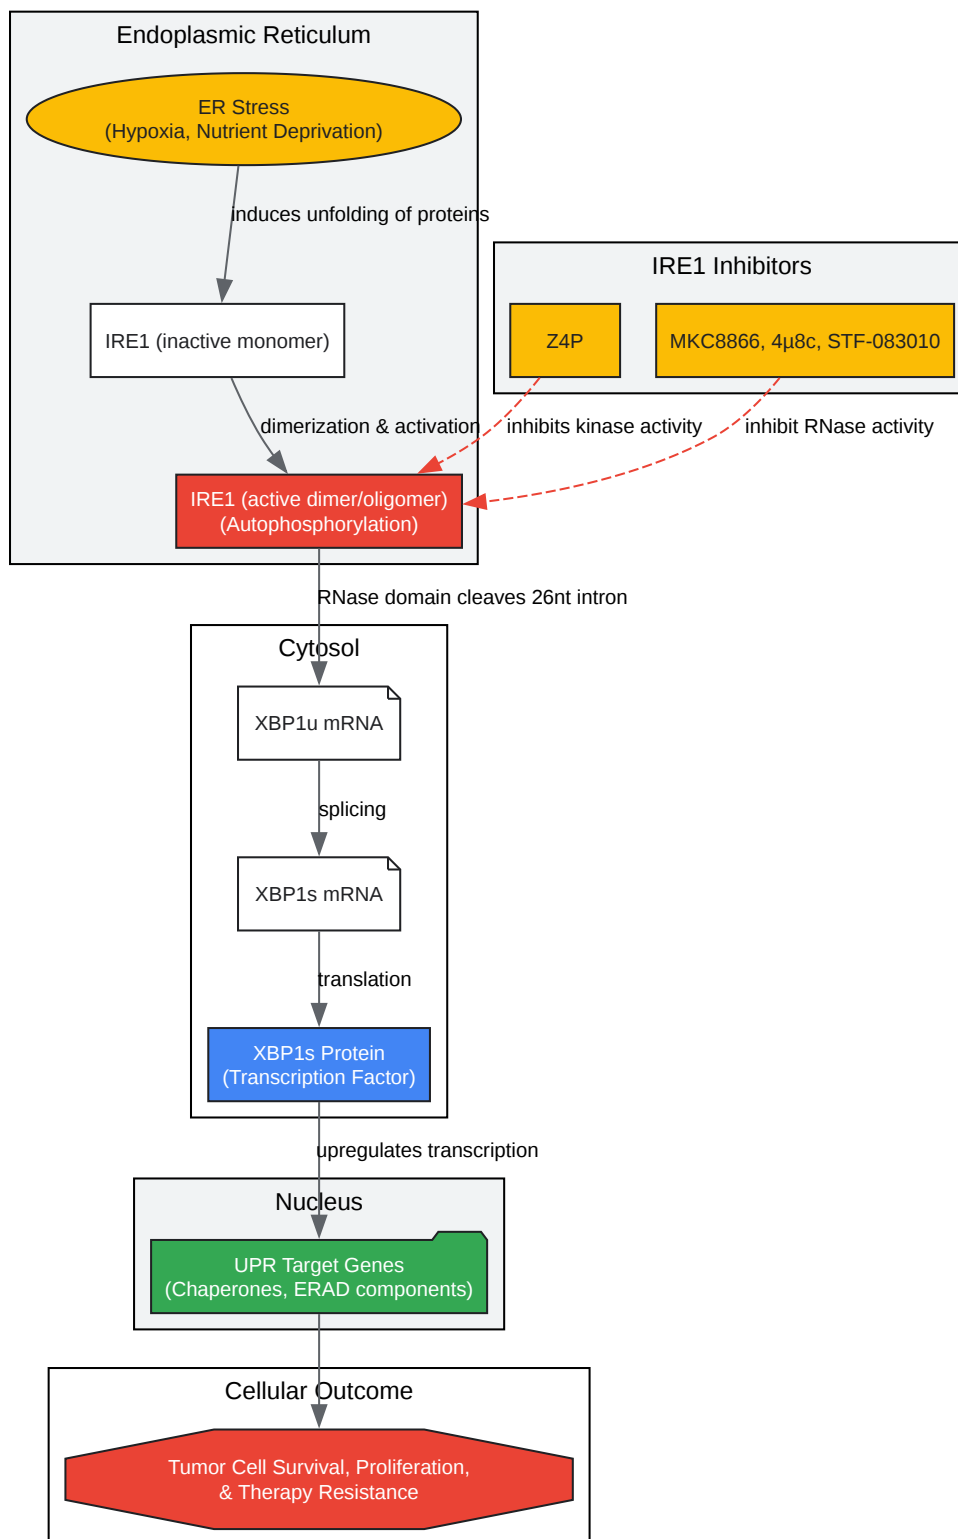 Endoplasmic Reticulum
ER Stress
(Hypoxia, Nutrient Deprivation)
induces unfolding of proteins
IRE1 Inhibitors
IRE1 (inactive monomer)
Z4P
MKC8866, 4µ8c, STF-083010
dimerization & activation
inhibits kinase activity
inhibit RNase activity
IRE1 (active dimer/oligomer)
(Autophosphorylation)
RNase domain cleaves 26nt intron
Cytosol
XBP1u mRNA
splicing
XBP1s mRNA
translation
XBP1s Protein
(Transcription Factor)
upregulates transcription
Nucleus
UPR Target Genes
(Chaperones, ERAD components)
Cellular Outcome
Tumor Cell Survival, Proliferation,
& Therapy Resistance